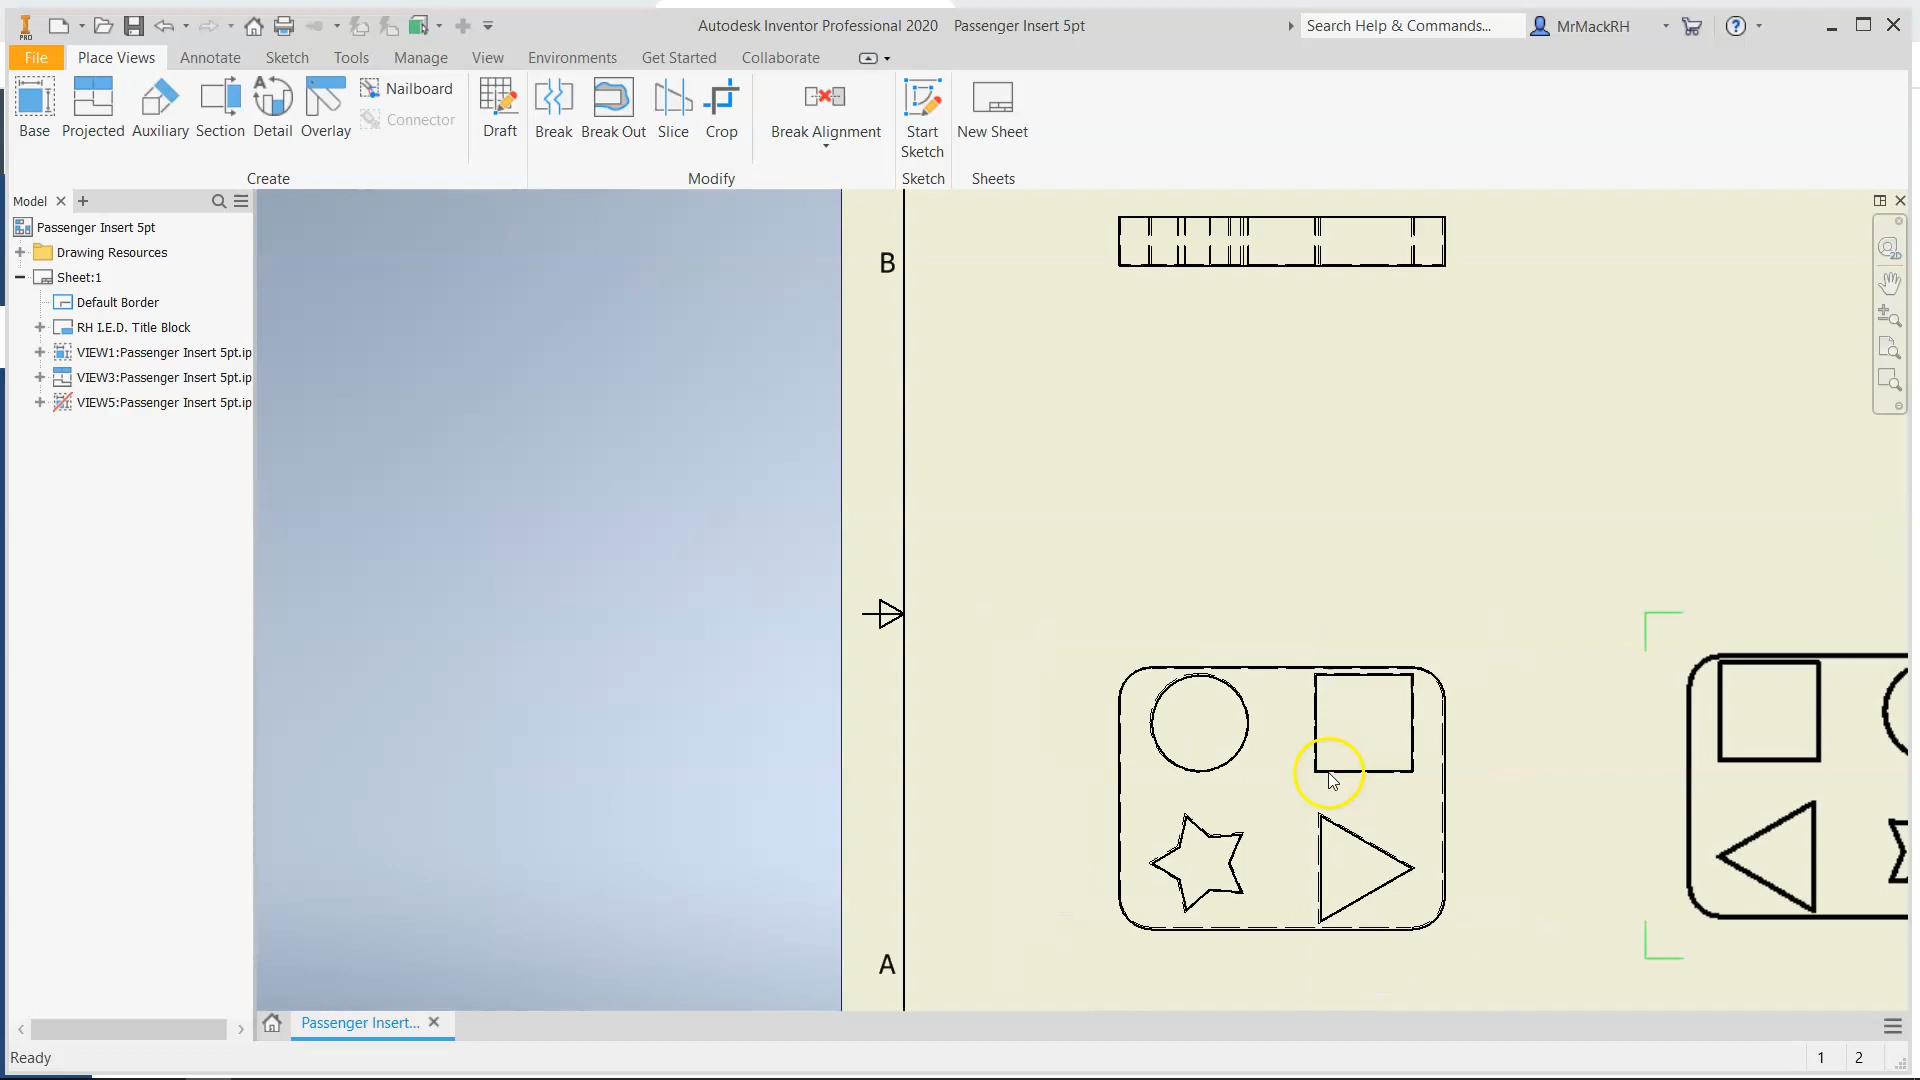 Autodesk Inventor Professional 2020 Passenger Insert 5pt
Search Help & Commands...
MrMackRH
File Place Views Annotate Sketch Tools Manage View Environments Get Started Collaborate
Base Projected Auxiliary Section Detail Overlay
Nailboard
Connector
Draft Break Break Out Slice Crop
Break Alignment
Start Sketch
New Sheet
Create Modify Sketch Sheets
Model
Passenger Insert 5pt
Drawing Resources
Sheet:1
Default Border
RH I.E.D. Title Block
VIEW1:Passenger Insert 5pt.ip
VIEW3:Passenger Insert 5pt.ip
VIEW5:Passenger Insert 5pt.ip
B
A
2D
PRO
Passenger Insert...
Ready
1 2